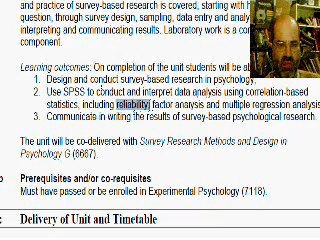 and practice of survey-based research is covered, starting with
through survey design, sampling, data entry and analy
interpreting and communicating results. Laboratory work is a
component.
Learning outcomes: On completion of the unit students will be
1. Design and conduct survey-based research in psychology,
2. Use SPSS to conduct and interpret data analysis using correlation-based
statistics, including reliability, factor analysis and multiple regression analysis
3. Communicate in writing the results of survey-based psychological research.
The unit will be co-delivered with Survey Research Methods and Design in
Psychology G (6667).
Prerequisites and/or co-requisites
Must have passed or be enrolled in Experimental Psychology (7118).
Delivery of Unit and Timetable